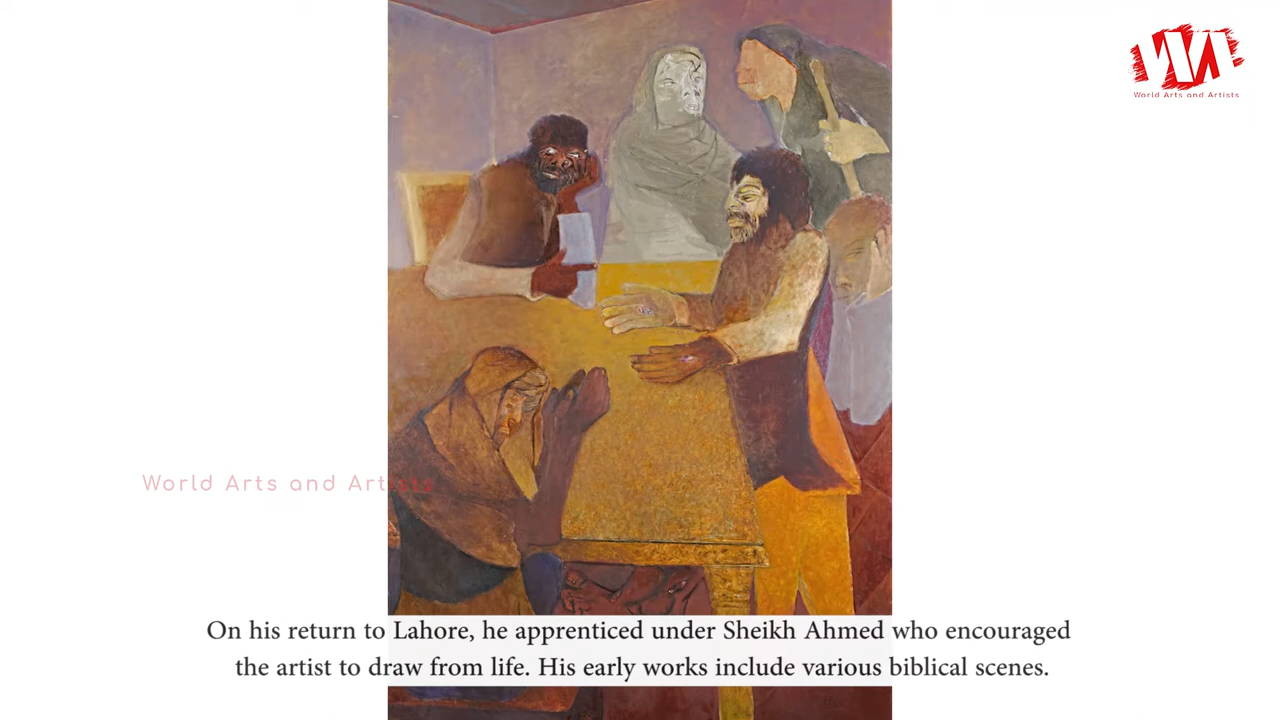 World Arts and Artists
World Arts and Artists
On his return to Lahore, he apprenticed under Sheikh Ahmed who encouraged
the artist to draw from life. His early works include various biblical scenes.